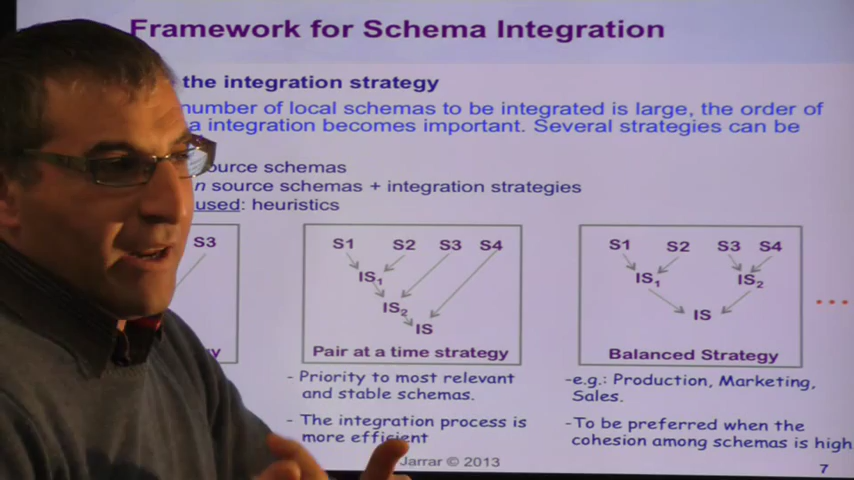 Framework for Schema Integration
the integration strategy
number of local schemas to be integrated is large, the order of
a integration becomes important. Several strategies can be
source schemas
n source schemas + integration strategies
used: heuristics
S3
S1 S2 S3 S4
IS1
IS2
IS
Pair at a time strategy
S1 S2 S3 S4
IS1 IS2
IS
Balanced Strategy
- Priority to most relevant
and stable schemas.
- The integration process is
more efficient
-e.g.: Production, Marketing,
Sales.
-To be preferred when the
cohesion among schemas is high
Jarrar © 2013
7